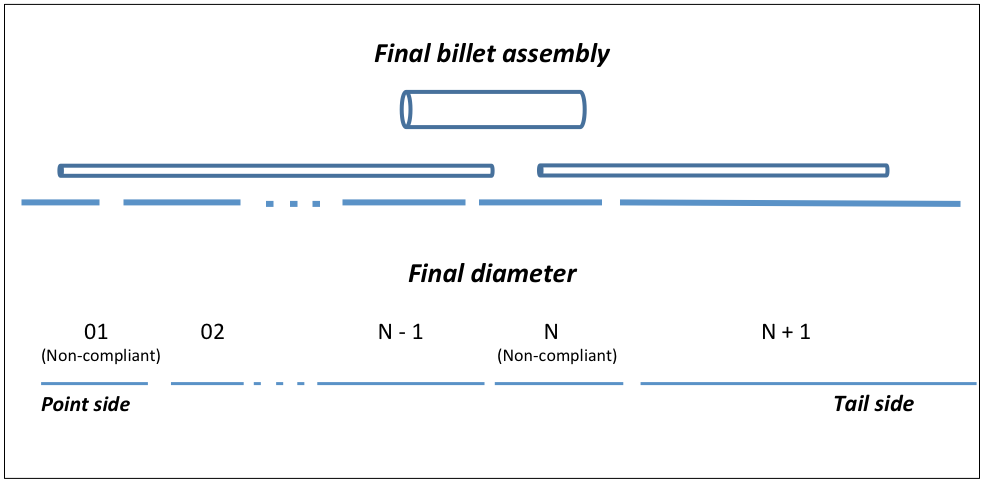 Final billet assembly
Final diameter
01 02 N - 1 N N + 1
(Non-compliant) (Non-compliant)
Point side Tail side